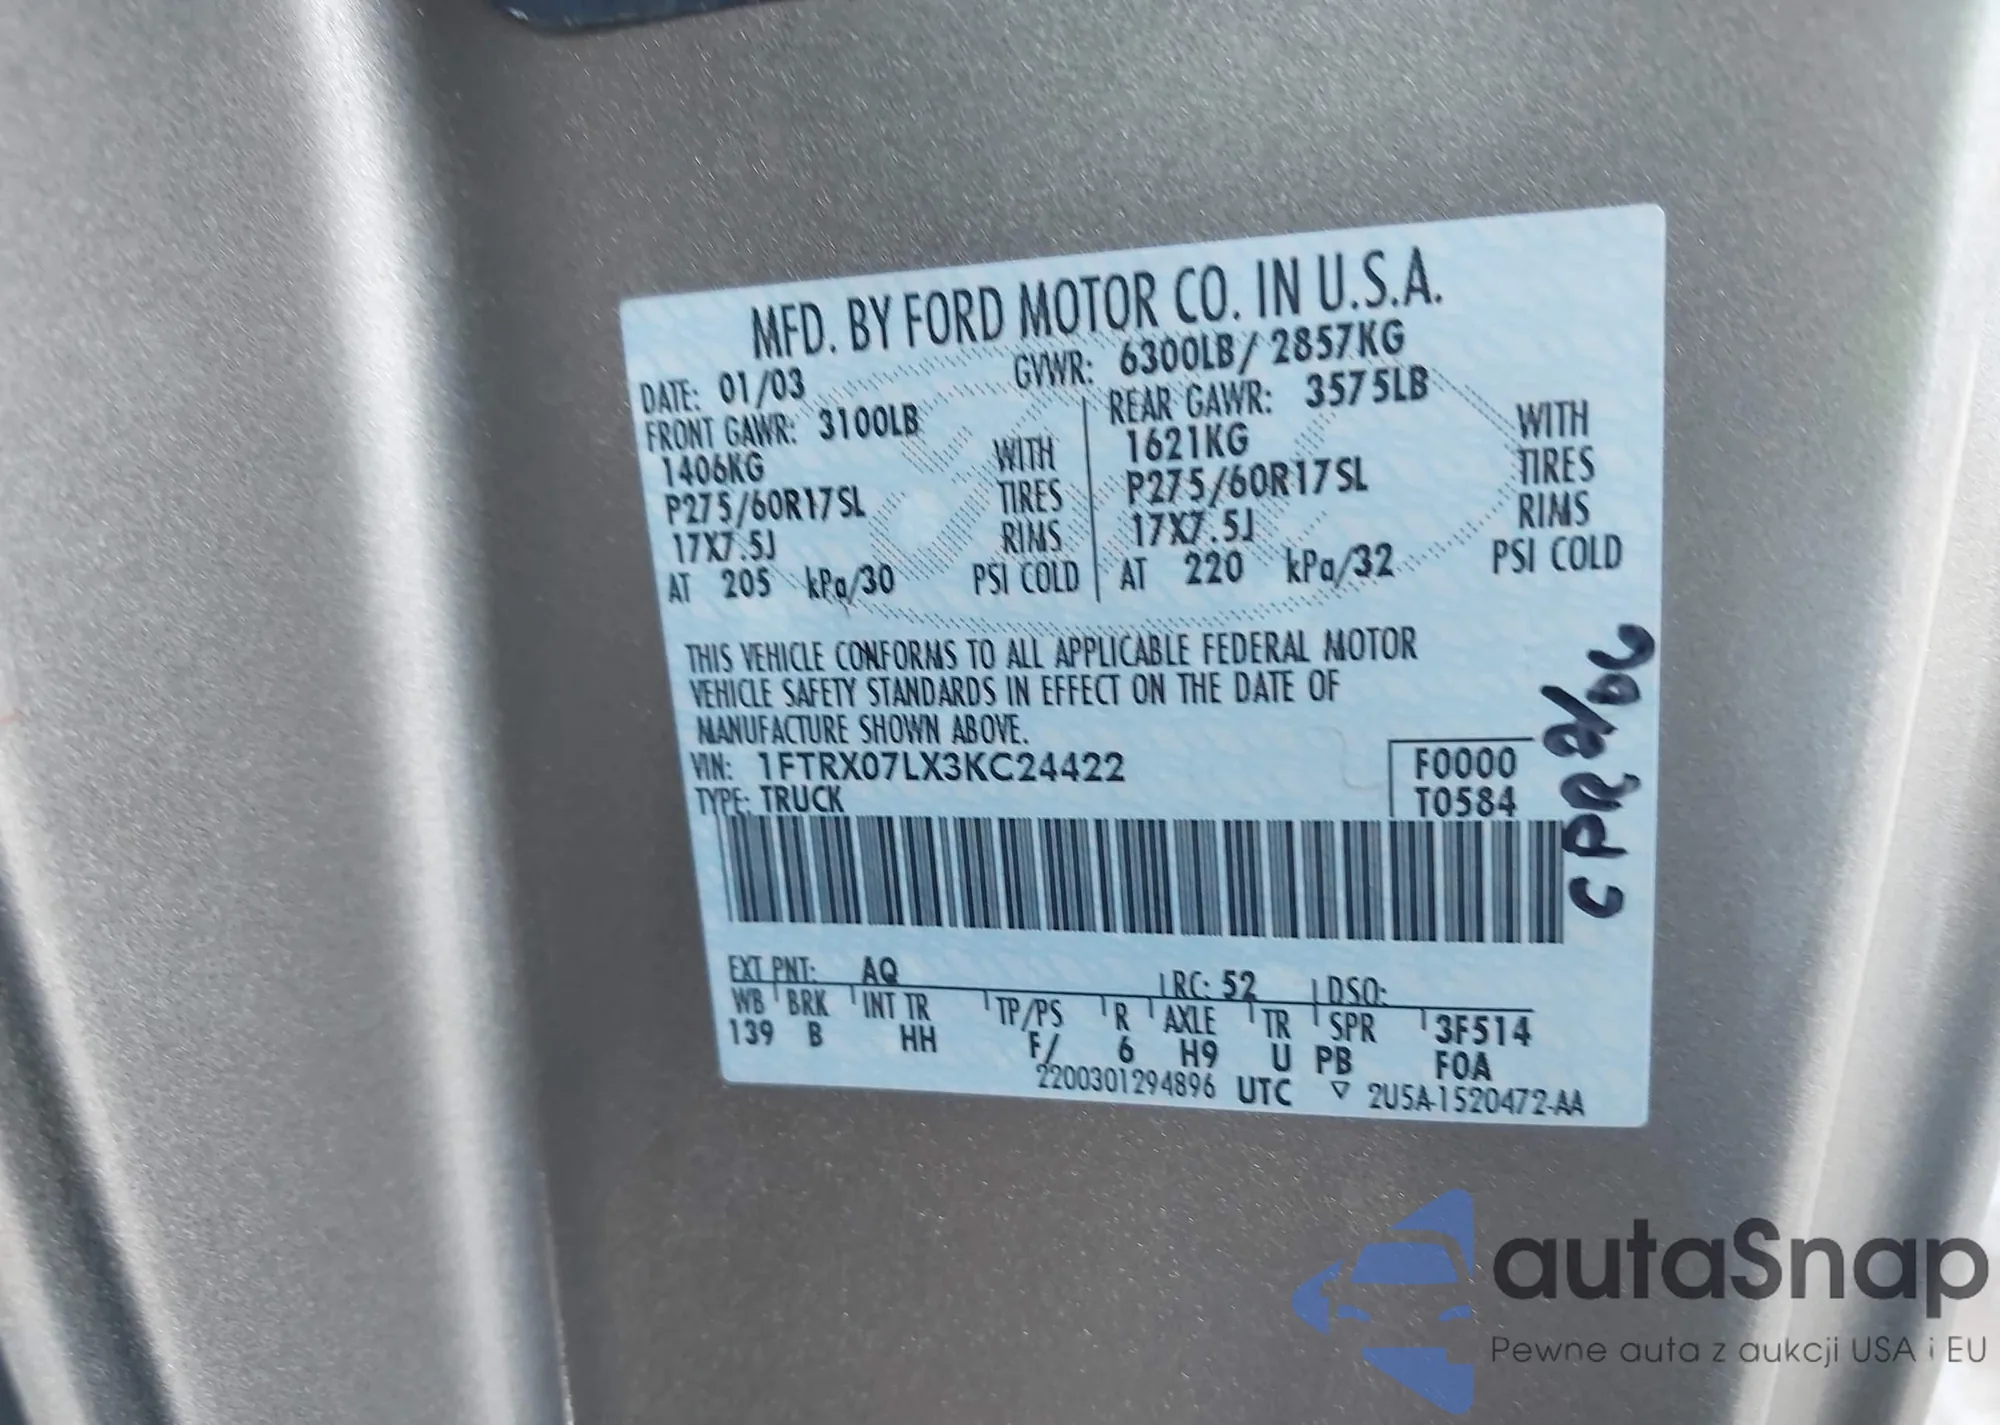 MFD. BY FORD MOTOR CO. IN U.S.A.
DATE: 01/03 GVWR: 6300LB/ 2857KG
FRONT GAWR: 3100LB REAR GAWR: 3575LB
1406KG WITH 1621KG WITH
P275/60R17SL TIRES P275/60R17SL TIRES
17X7.5J RIMS 17X7.5J RIMS
AT 205 kPa/30 PSI COLD AT 220 kPa/32 PSI COLD
THIS VEHICLE CONFORMS TO ALL APPLICABLE FEDERAL MOTOR
VEHICLE SAFETY STANDARDS IN EFFECT ON THE DATE OF
MANUFACTURE SHOWN ABOVE.
VIN: 1FTRX07LX3KC24422 F0000
TYPE: TRUCK T0584
EXT PNT: AQ RC: 52 DSO:
WB BRK INT TR TP/PS R AXLE TR SPR 3F514
139 B HH F/ 6 H9 U PB F0A
2200301294896 UTC ▽ 2U5A-1520472-AA
CPR
autaSnap
Pewne auta z aukcji USA i EU